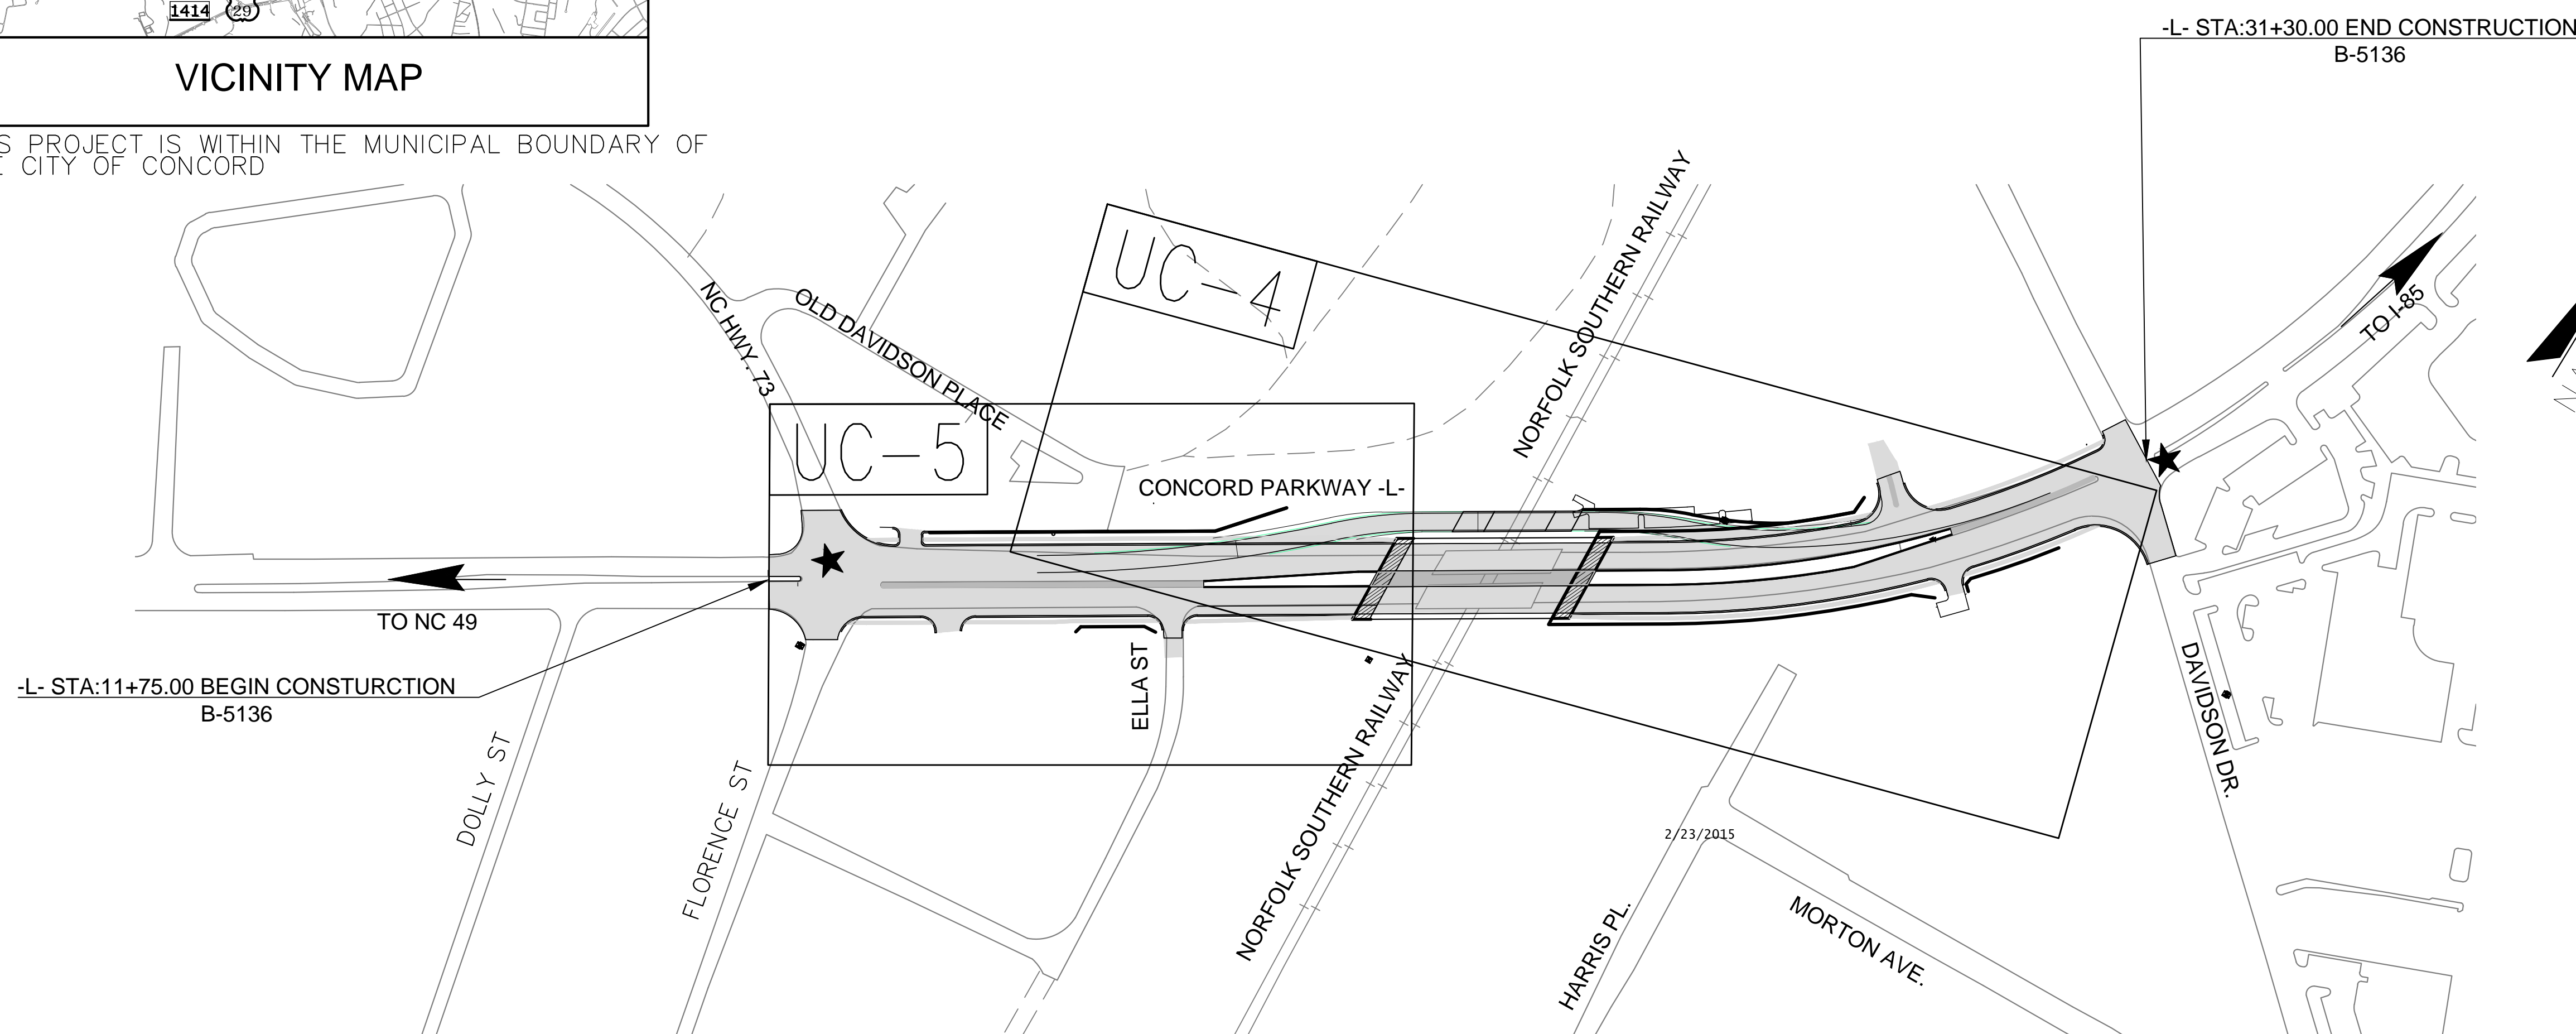 1414 29
-L- STA:31+30.00 END CONSTRUCTION
B-5136
VICINITY MAP
S PROJECT IS WITHIN THE MUNICIPAL BOUNDARY OF
CITY OF CONCORD
NORFOLK SOUTHERN RAILWAY
UC-4
NC HWY. 73
OLD DAVIDSON PLACE
TO I-85
UC-5
CONCORD PARKWAY -L-
TO NC 49
-L- STA:11+75.00 BEGIN CONSTURCTION
B-5136
ELLA ST
NORFOLK SOUTHERN RAILWAY
DAVIDSON DR.
DOLLY ST
FLORENCE ST
2/23/2015
HARRIS PL.
MORTON AVE.